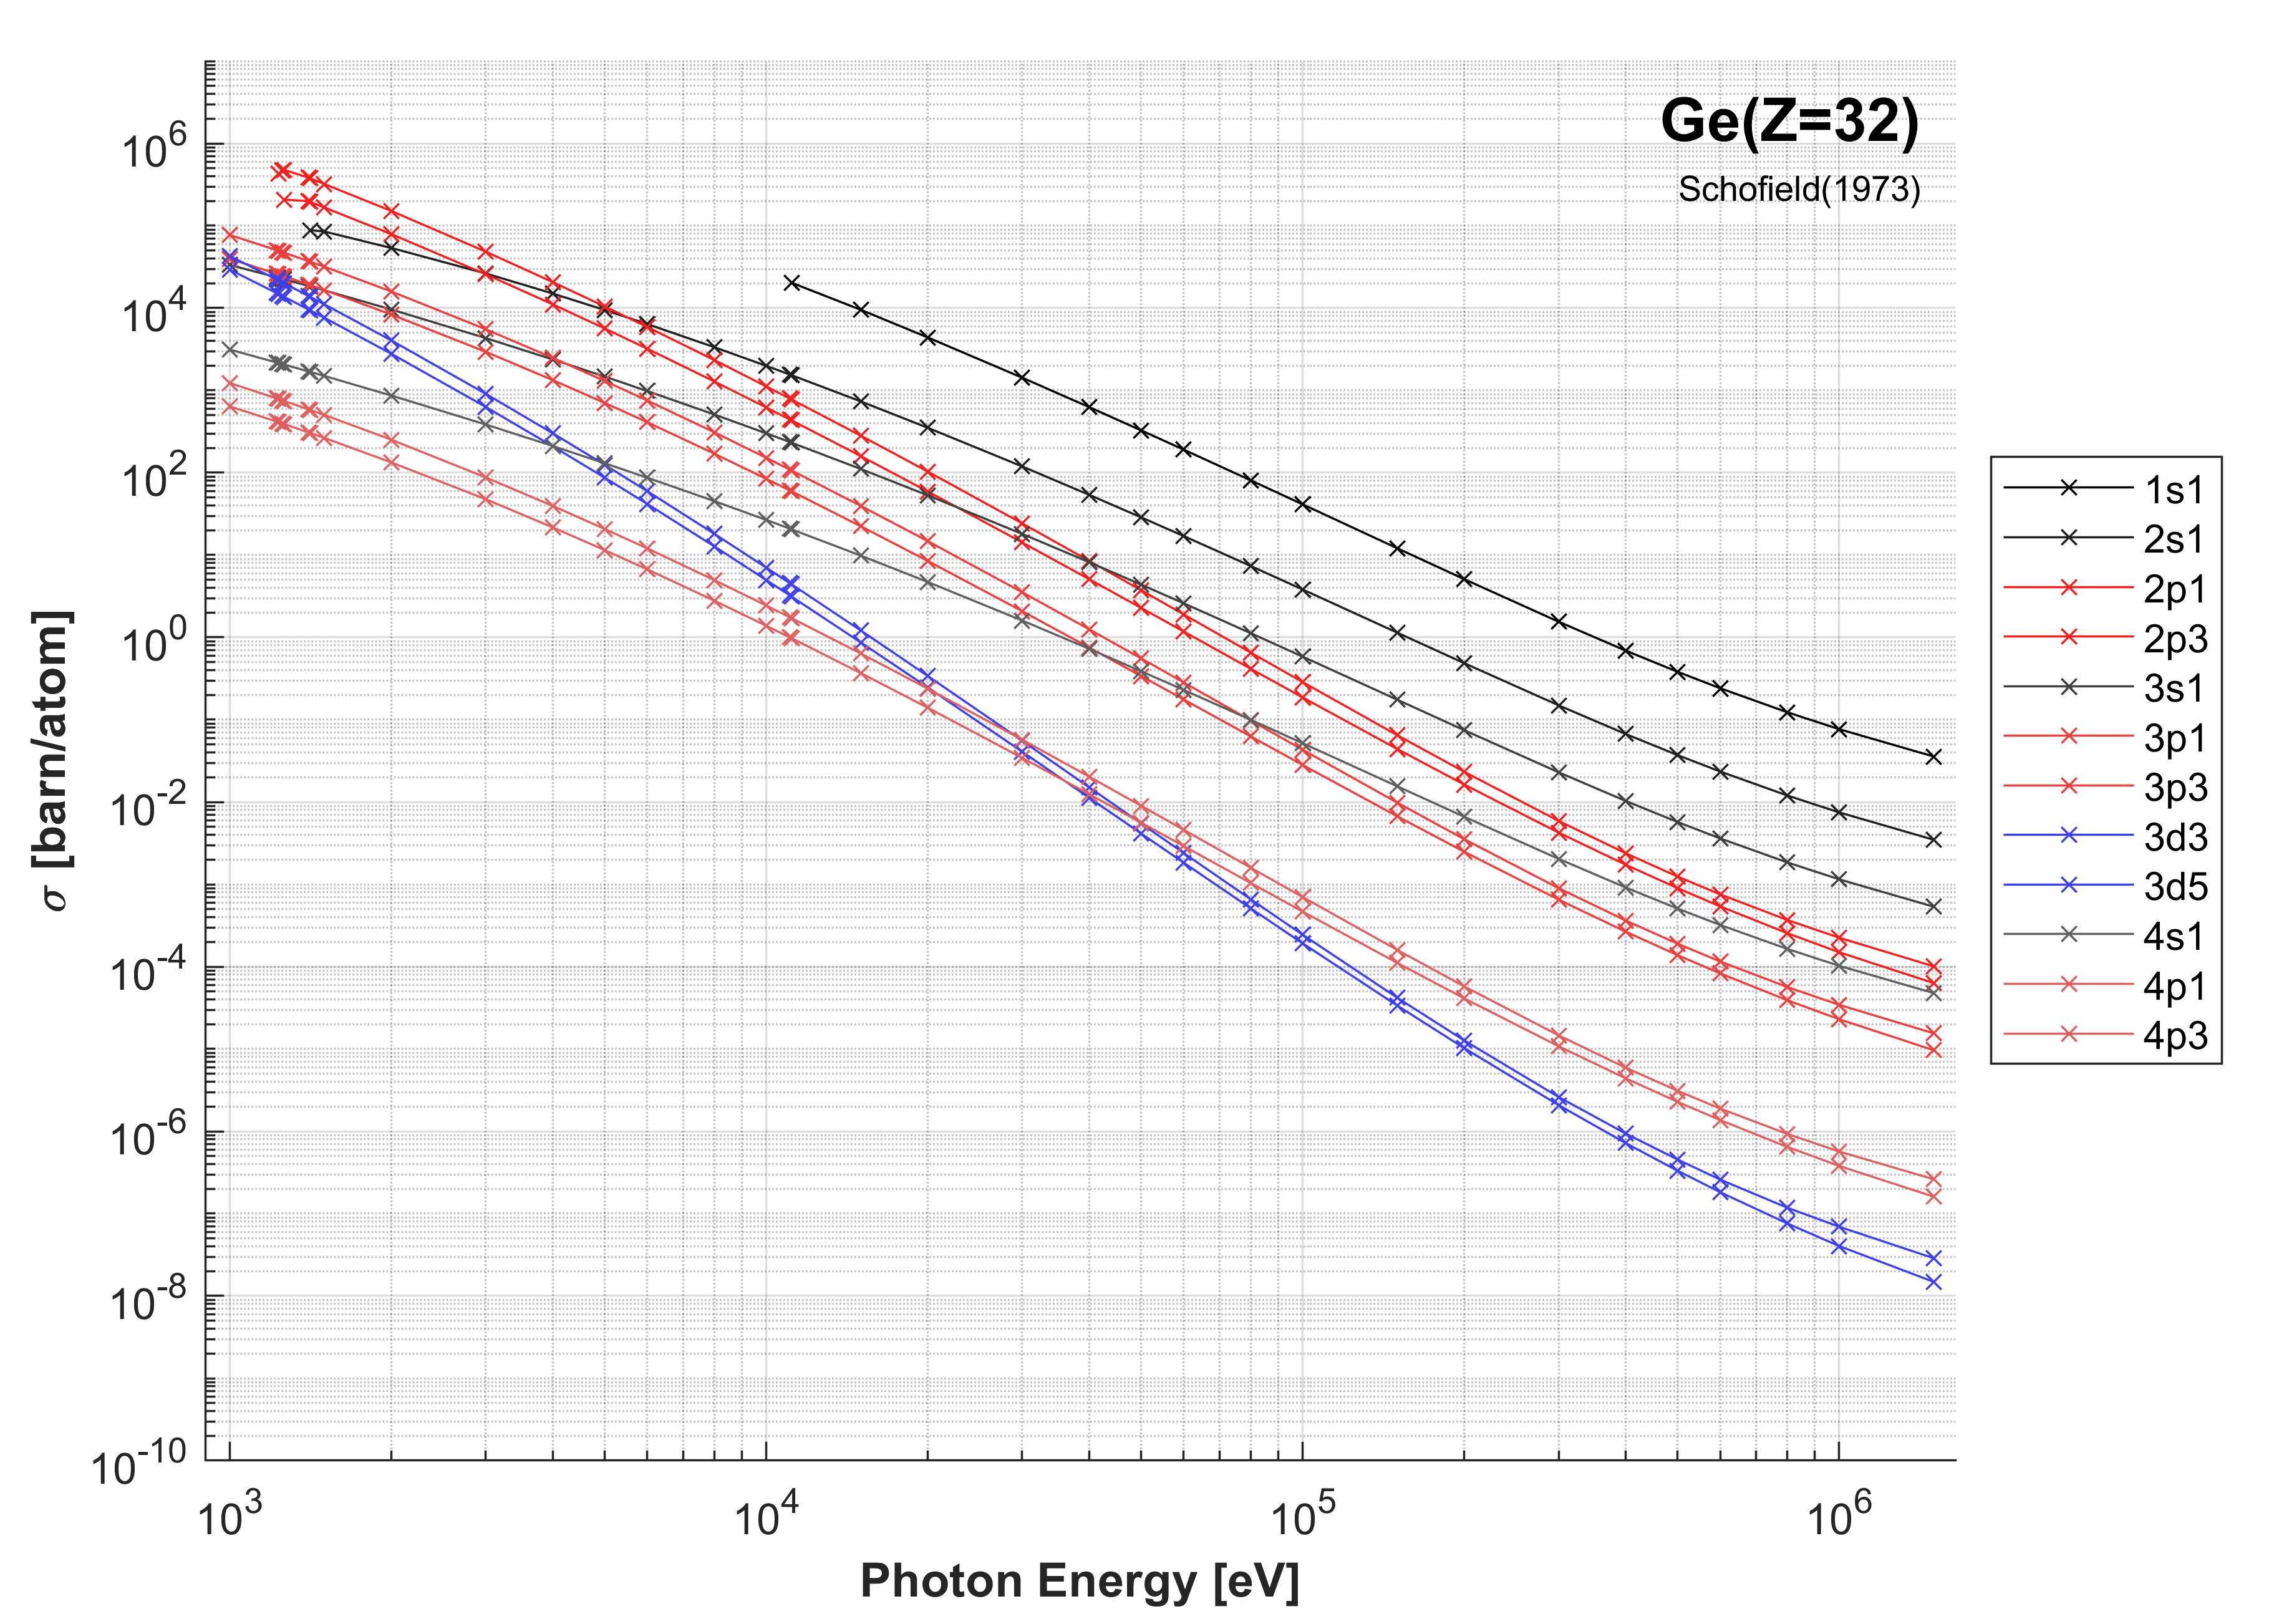 Ge(Z=32)
Schofield(1973)
10^6
10^4
10^2
10^0
10^-2
10^-4
10^-6
10^-8
10^-10
σ [barn/atom]
10^3
10^4
10^5
10^6
Photon Energy [eV]
1s1
2s1
2p1
2p3
3s1
3p1
3p3
3d3
3d5
4s1
4p1
4p3